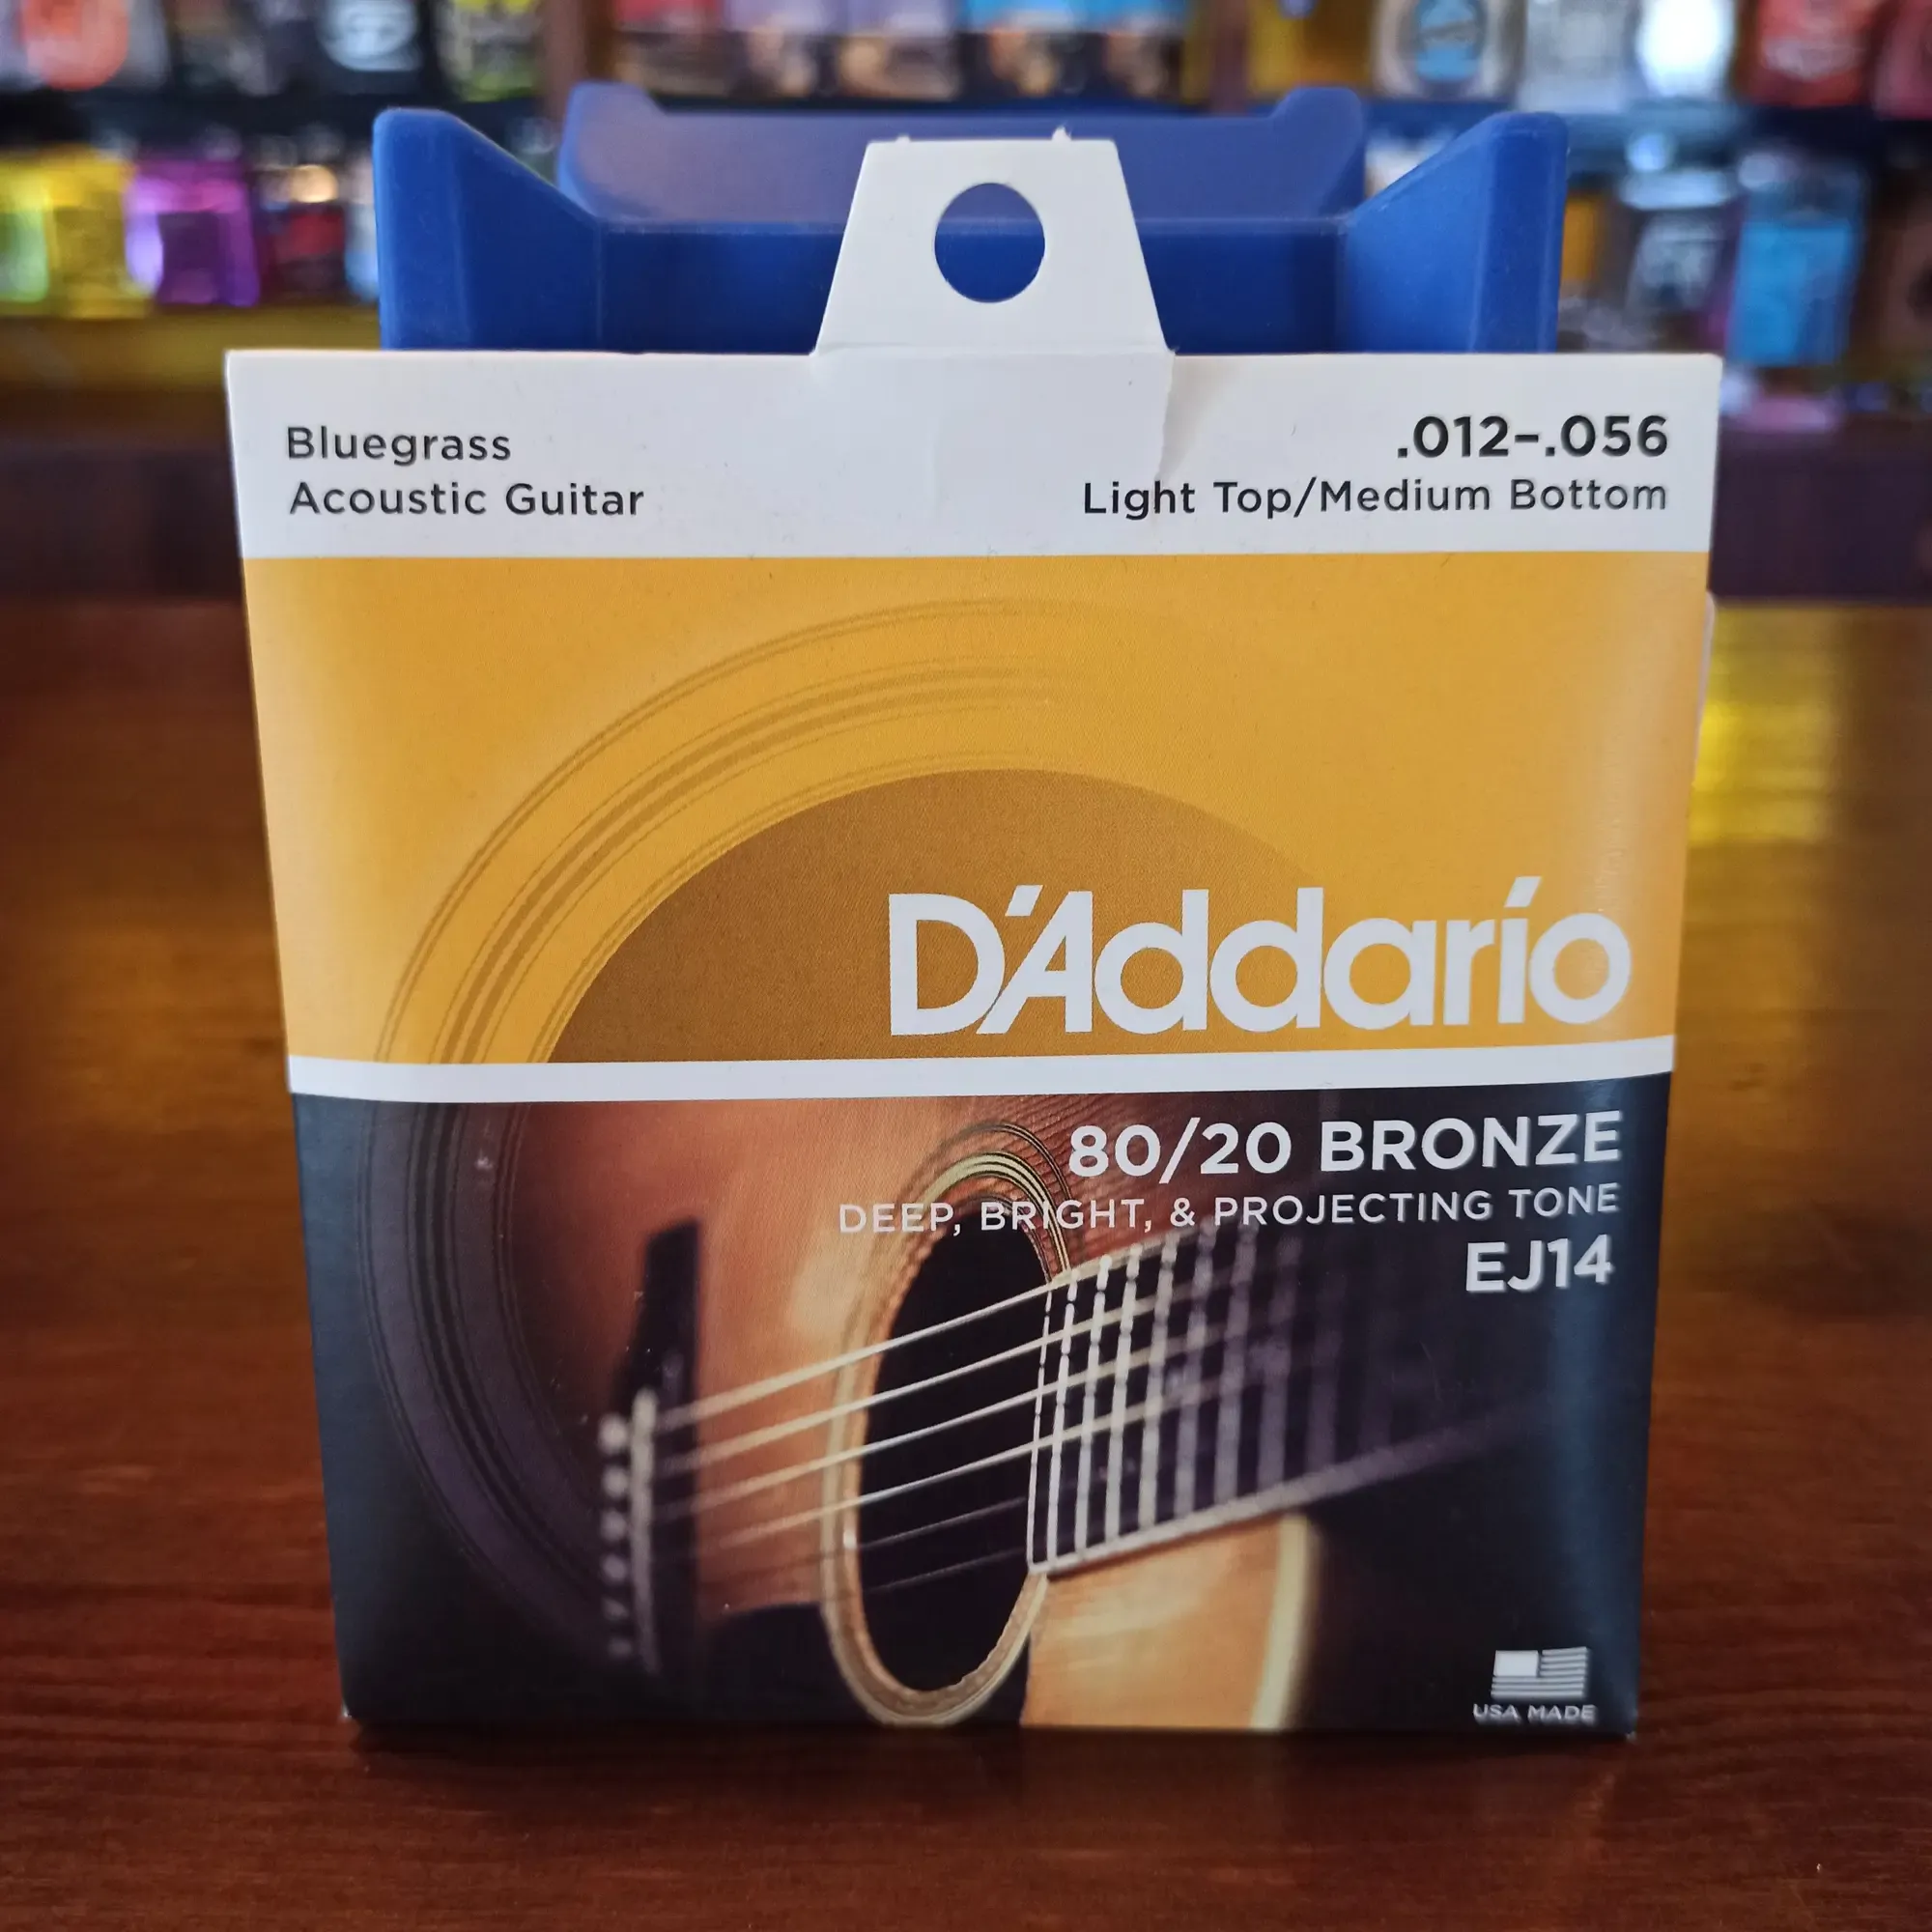 Bluegrass
Acoustic Guitar
.012–.056
Light Top/Medium Bottom
D'Addario
80/20 BRONZE
DEEP, BRIGHT, & PROJECTING TONE
EJ14
USA MADE